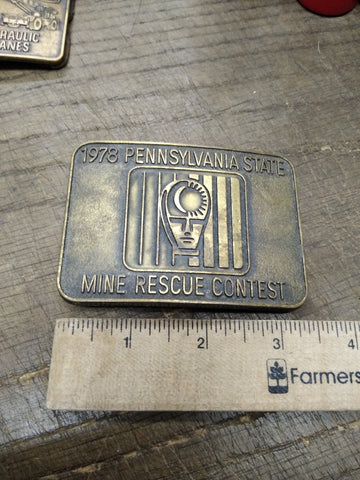 HYDRAULIC
CRANES
1978 PENNSYLVANIA STATE
MINE RESCUE CONTEST
1 2 3 4
Farmers